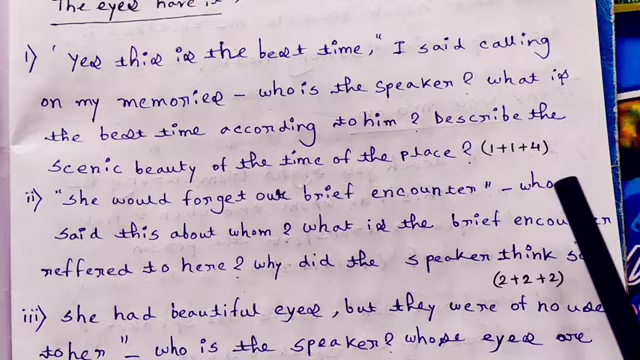 The eyes have it
i) "Yes this is the best time," I said calling
on my memories - who is the speaker? what is
the best time according to him? Describe the
scenic beauty of the time of the place? (1+1+4)
ii) "She would forget our brief encounter" - who
said this about whom? what is the brief encounter
reffered to here? why did the speaker think so
(2+2+2)
iii) She had beautiful eyes, but they were of no use
to her" - who is the speaker? whose eyes are